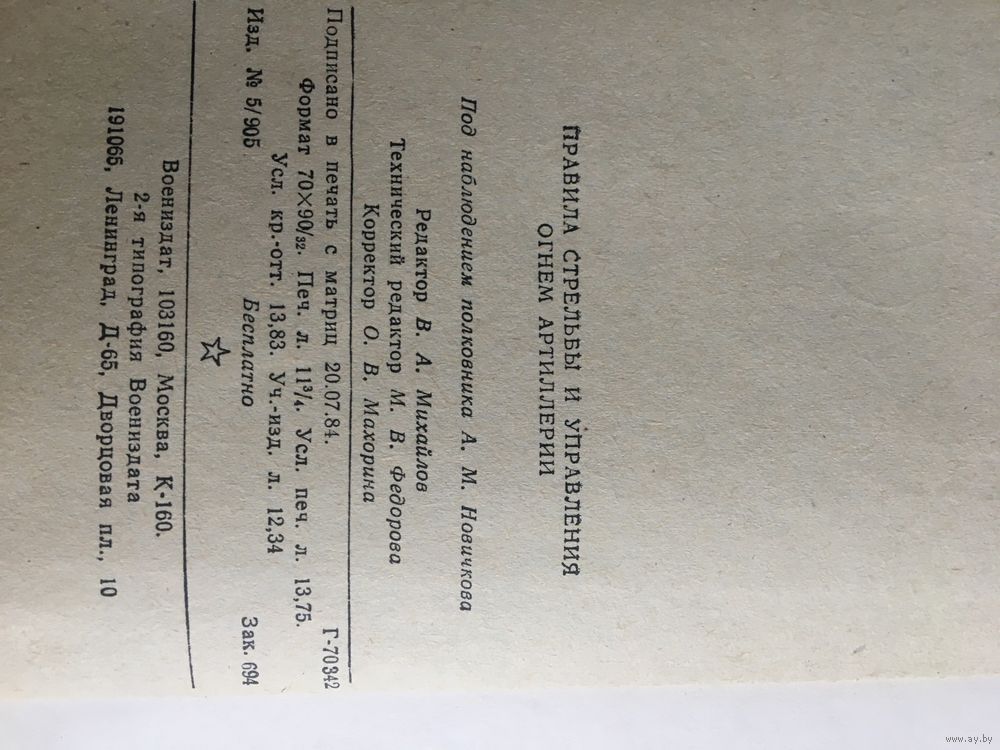 ПРАВИЛА СТРЕЛЬБЫ И УПРАВЛЕНИЯ
ОГНЕМ АРТИЛЛЕРИИ
Под наблюдением полковника А. М. Новичкова
Редактор В. А. Михайлов
Технический редактор М. В. Федорова
Корректор О. В. Махорина
Подписано в печать с матриц 20.07.84. Г-70342
Формат 70×90/32. Печ. л. 11³/₄. Усл. печ. л. 13,75.
Усл. кр.-отт. 13,83. Уч.-изд. л. 12,34
Изд. № 5/905 Бесплатно Зак. 694
Воениздат, 103160, Москва, К-160.
2-я типография Воениздата
191065, Ленинград, Д-65, Дворцовая пл., 10
www.ay.by